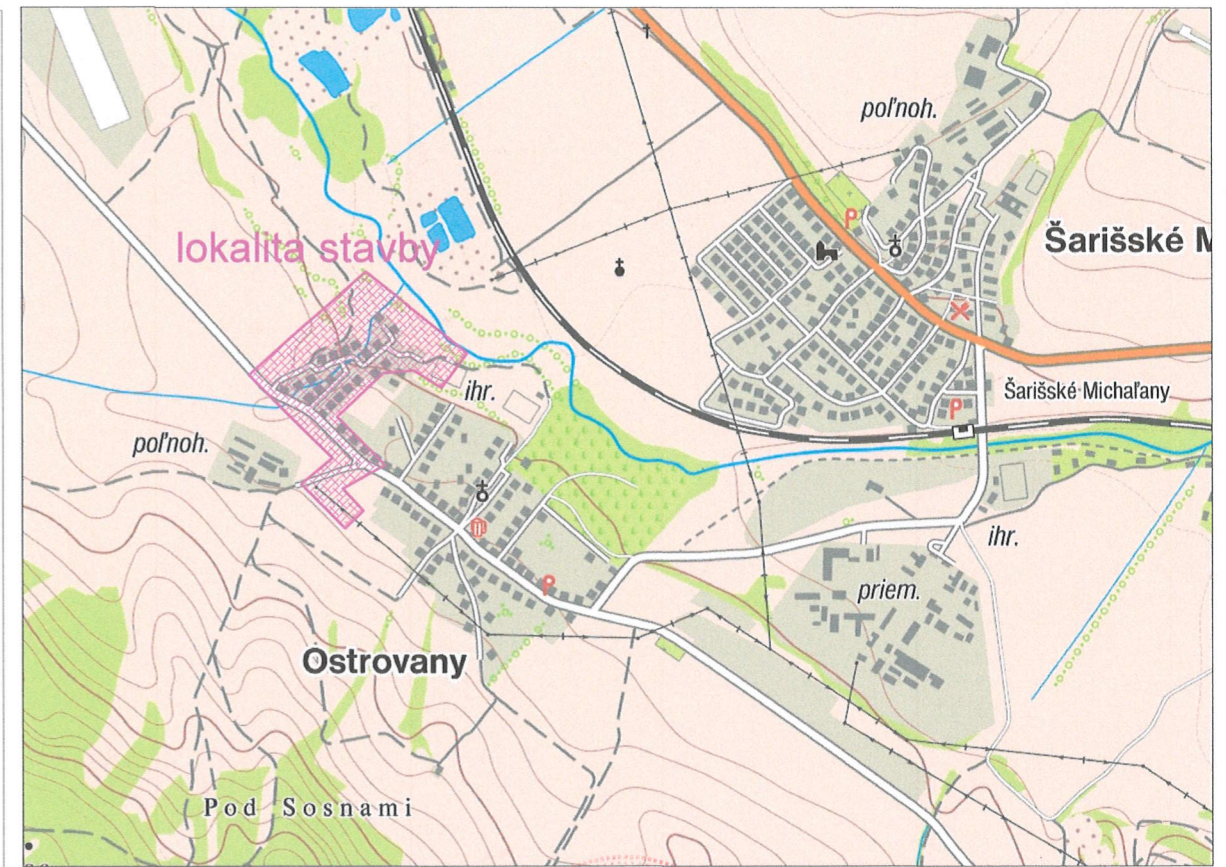 poľnoh.
lokalita stavby
Šarišské M
Šarišské Michaľany
ihr.
poľnoh.
ihr.
priem.
Ostrovany
Pod Sosnami